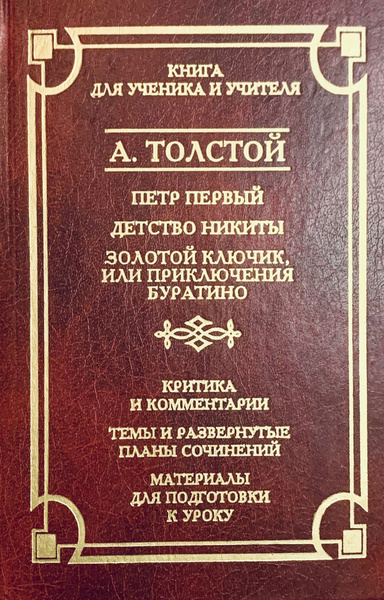 КНИГА
ДЛЯ УЧЕНИКА И УЧИТЕЛЯ
А. ТОЛСТОЙ
ПЕТР ПЕРВЫЙ
ДЕТСТВО НИКИТЫ
ЗОЛОТОЙ КЛЮЧИК,
ИЛИ ПРИКЛЮЧЕНИЯ
БУРАТИНО
КРИТИКА
И КОММЕНТАРИИ
ТЕМЫ И РАЗВЕРНУТЫЕ
ПЛАНЫ СОЧИНЕНИЙ
МАТЕРИАЛЫ
ДЛЯ ПОДГОТОВКИ
К УРОКУ